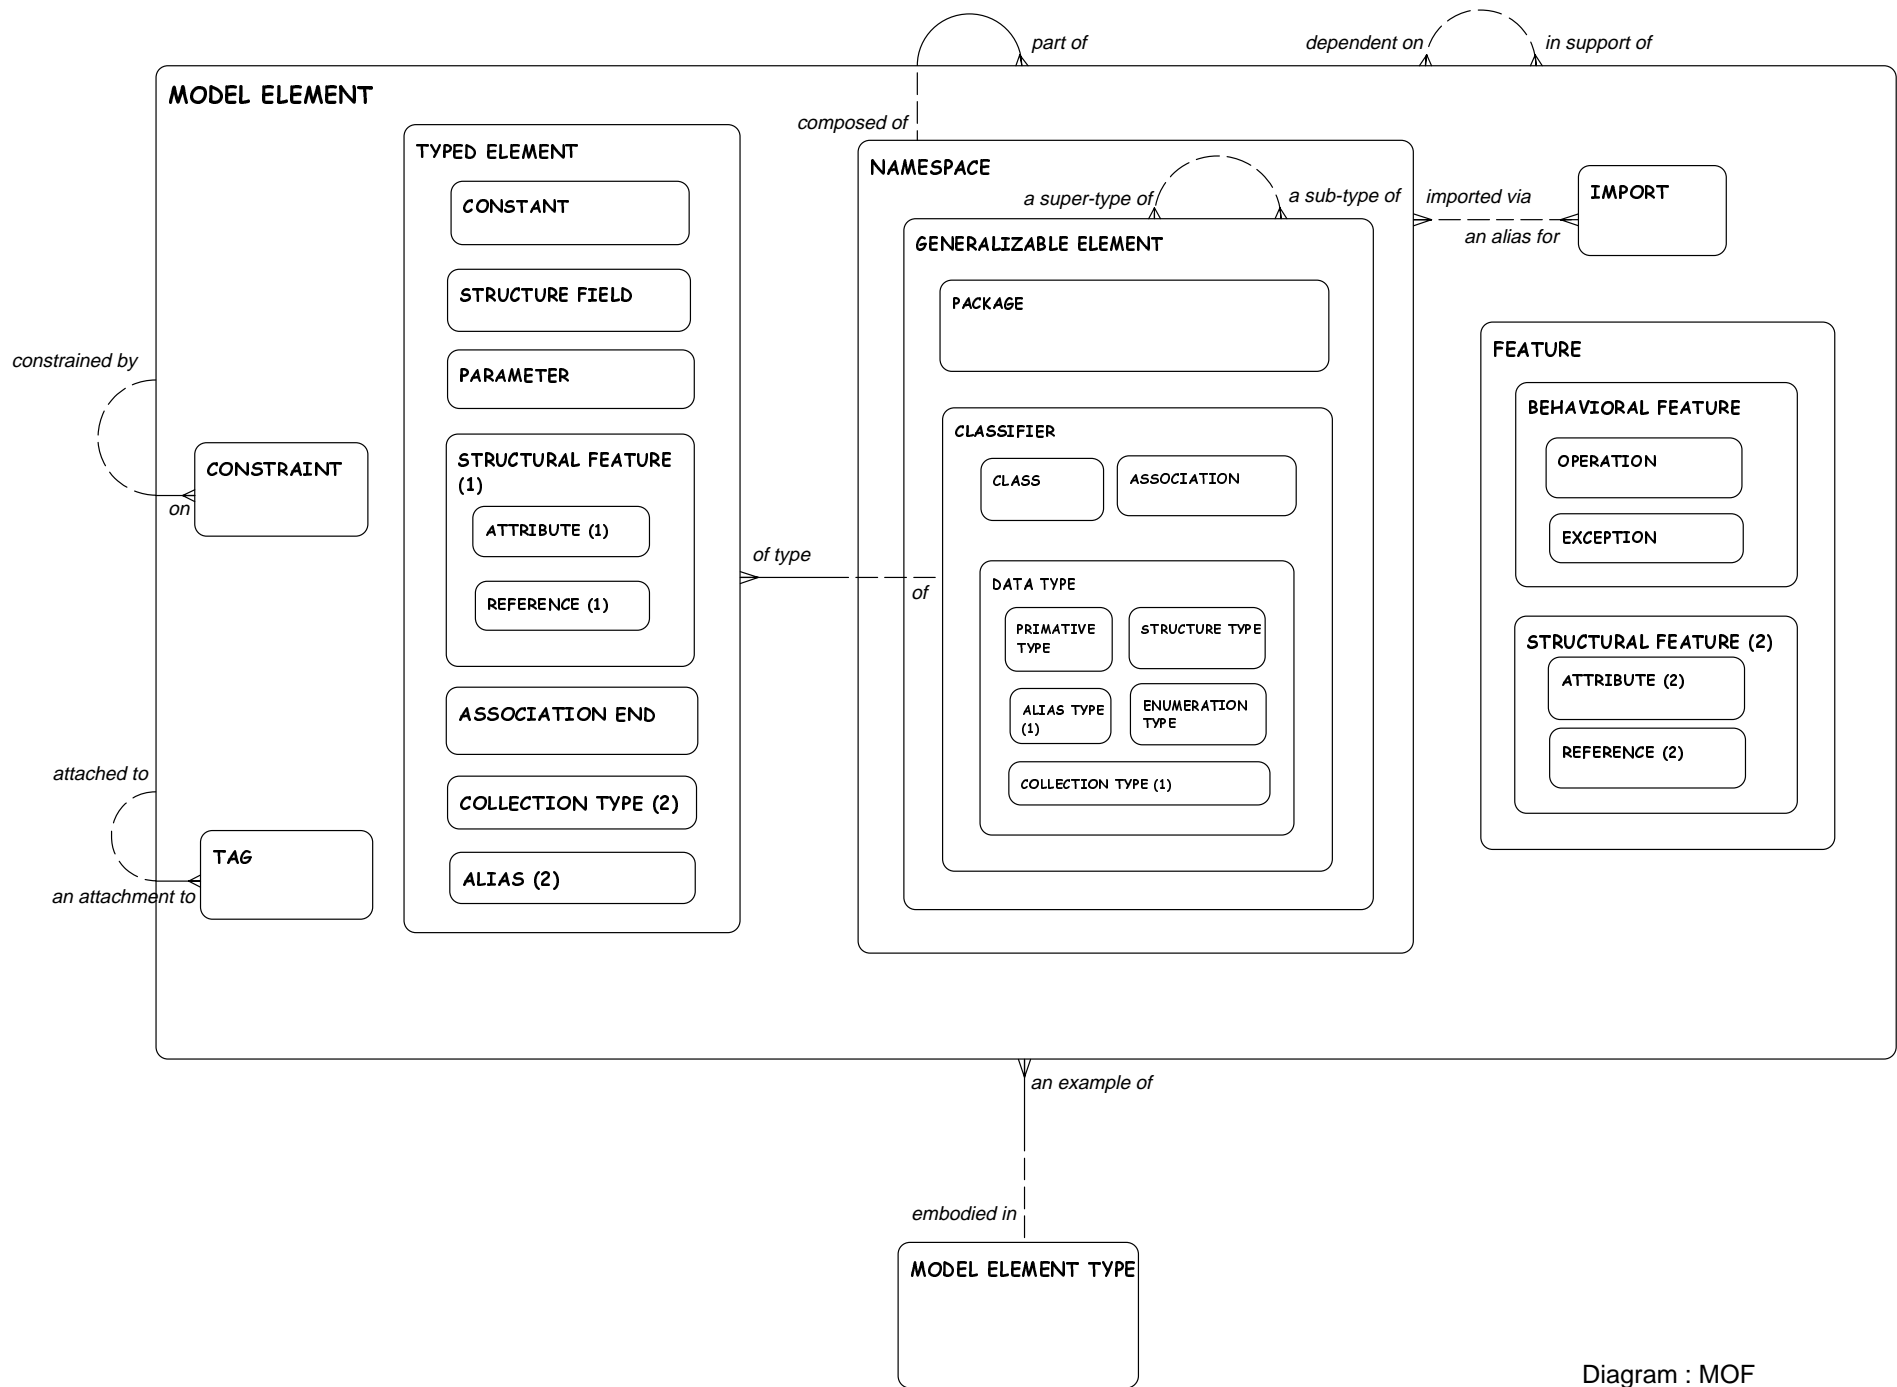 part of
dependent on
in support of
MODEL ELEMENT
composed of
TYPED ELEMENT
CONSTANT
STRUCTURE FIELD
PARAMETER
STRUCTURAL FEATURE
(1)
ATTRIBUTE (1)
REFERENCE (1)
ASSOCIATION END
COLLECTION TYPE (2)
ALIAS (2)
constrained by
CONSTRAINT
on
attached to
TAG
an attachment to
of type
of
NAMESPACE
a super-type of
a sub-type of
GENERALIZABLE ELEMENT
PACKAGE
CLASSIFIER
CLASS
ASSOCIATION
DATA TYPE
PRIMATIVE
TYPE
STRUCTURE TYPE
ALIAS TYPE
(1)
ENUMERATION
TYPE
COLLECTION TYPE (1)
imported via
an alias for
IMPORT
FEATURE
BEHAVIORAL FEATURE
OPERATION
EXCEPTION
STRUCTURAL FEATURE (2)
ATTRIBUTE (2)
REFERENCE (2)
an example of
embodied in
MODEL ELEMENT TYPE
Diagram : MOF